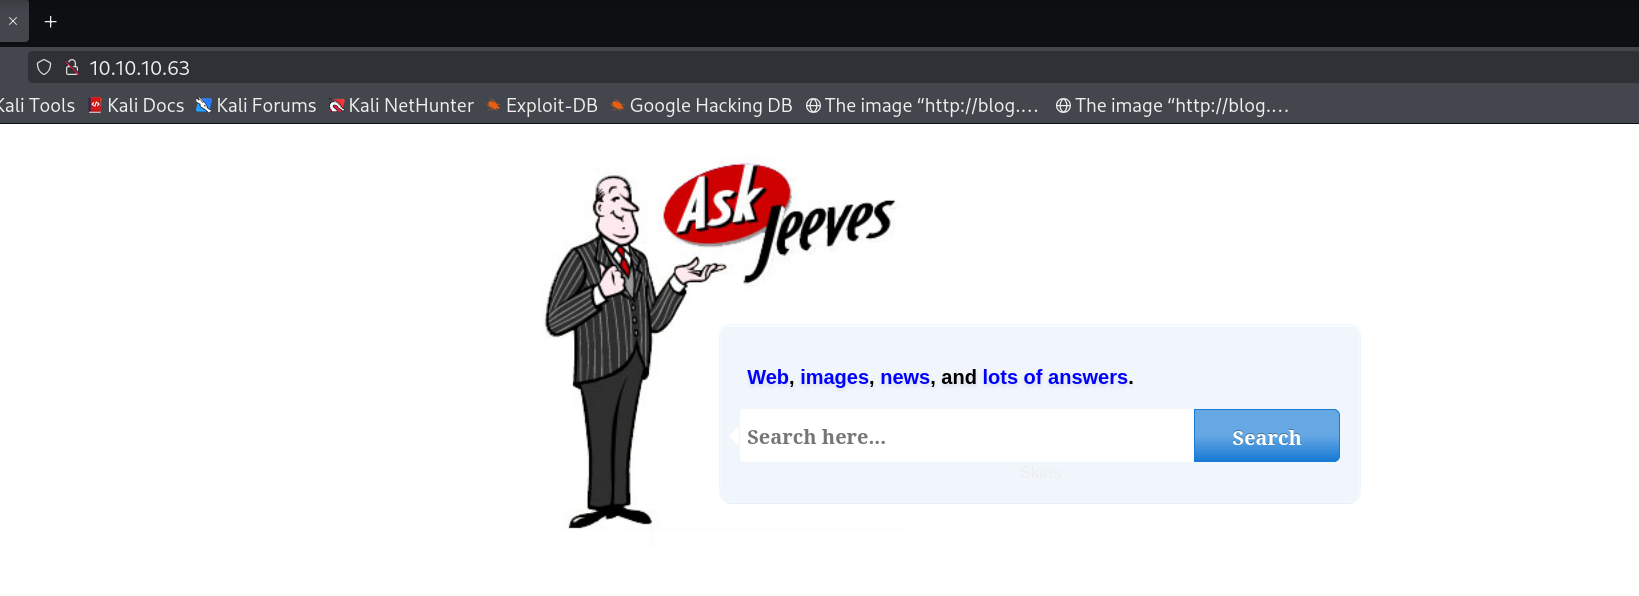 10.10.10.63
Kali Tools Kali Docs Kali Forums Kali NetHunter Exploit-DB Google Hacking DB The image “http://blog.… The image “http://blog.…
Ask
Jeeves
Web, images, news, and lots of answers.
Search here... Search
Skins